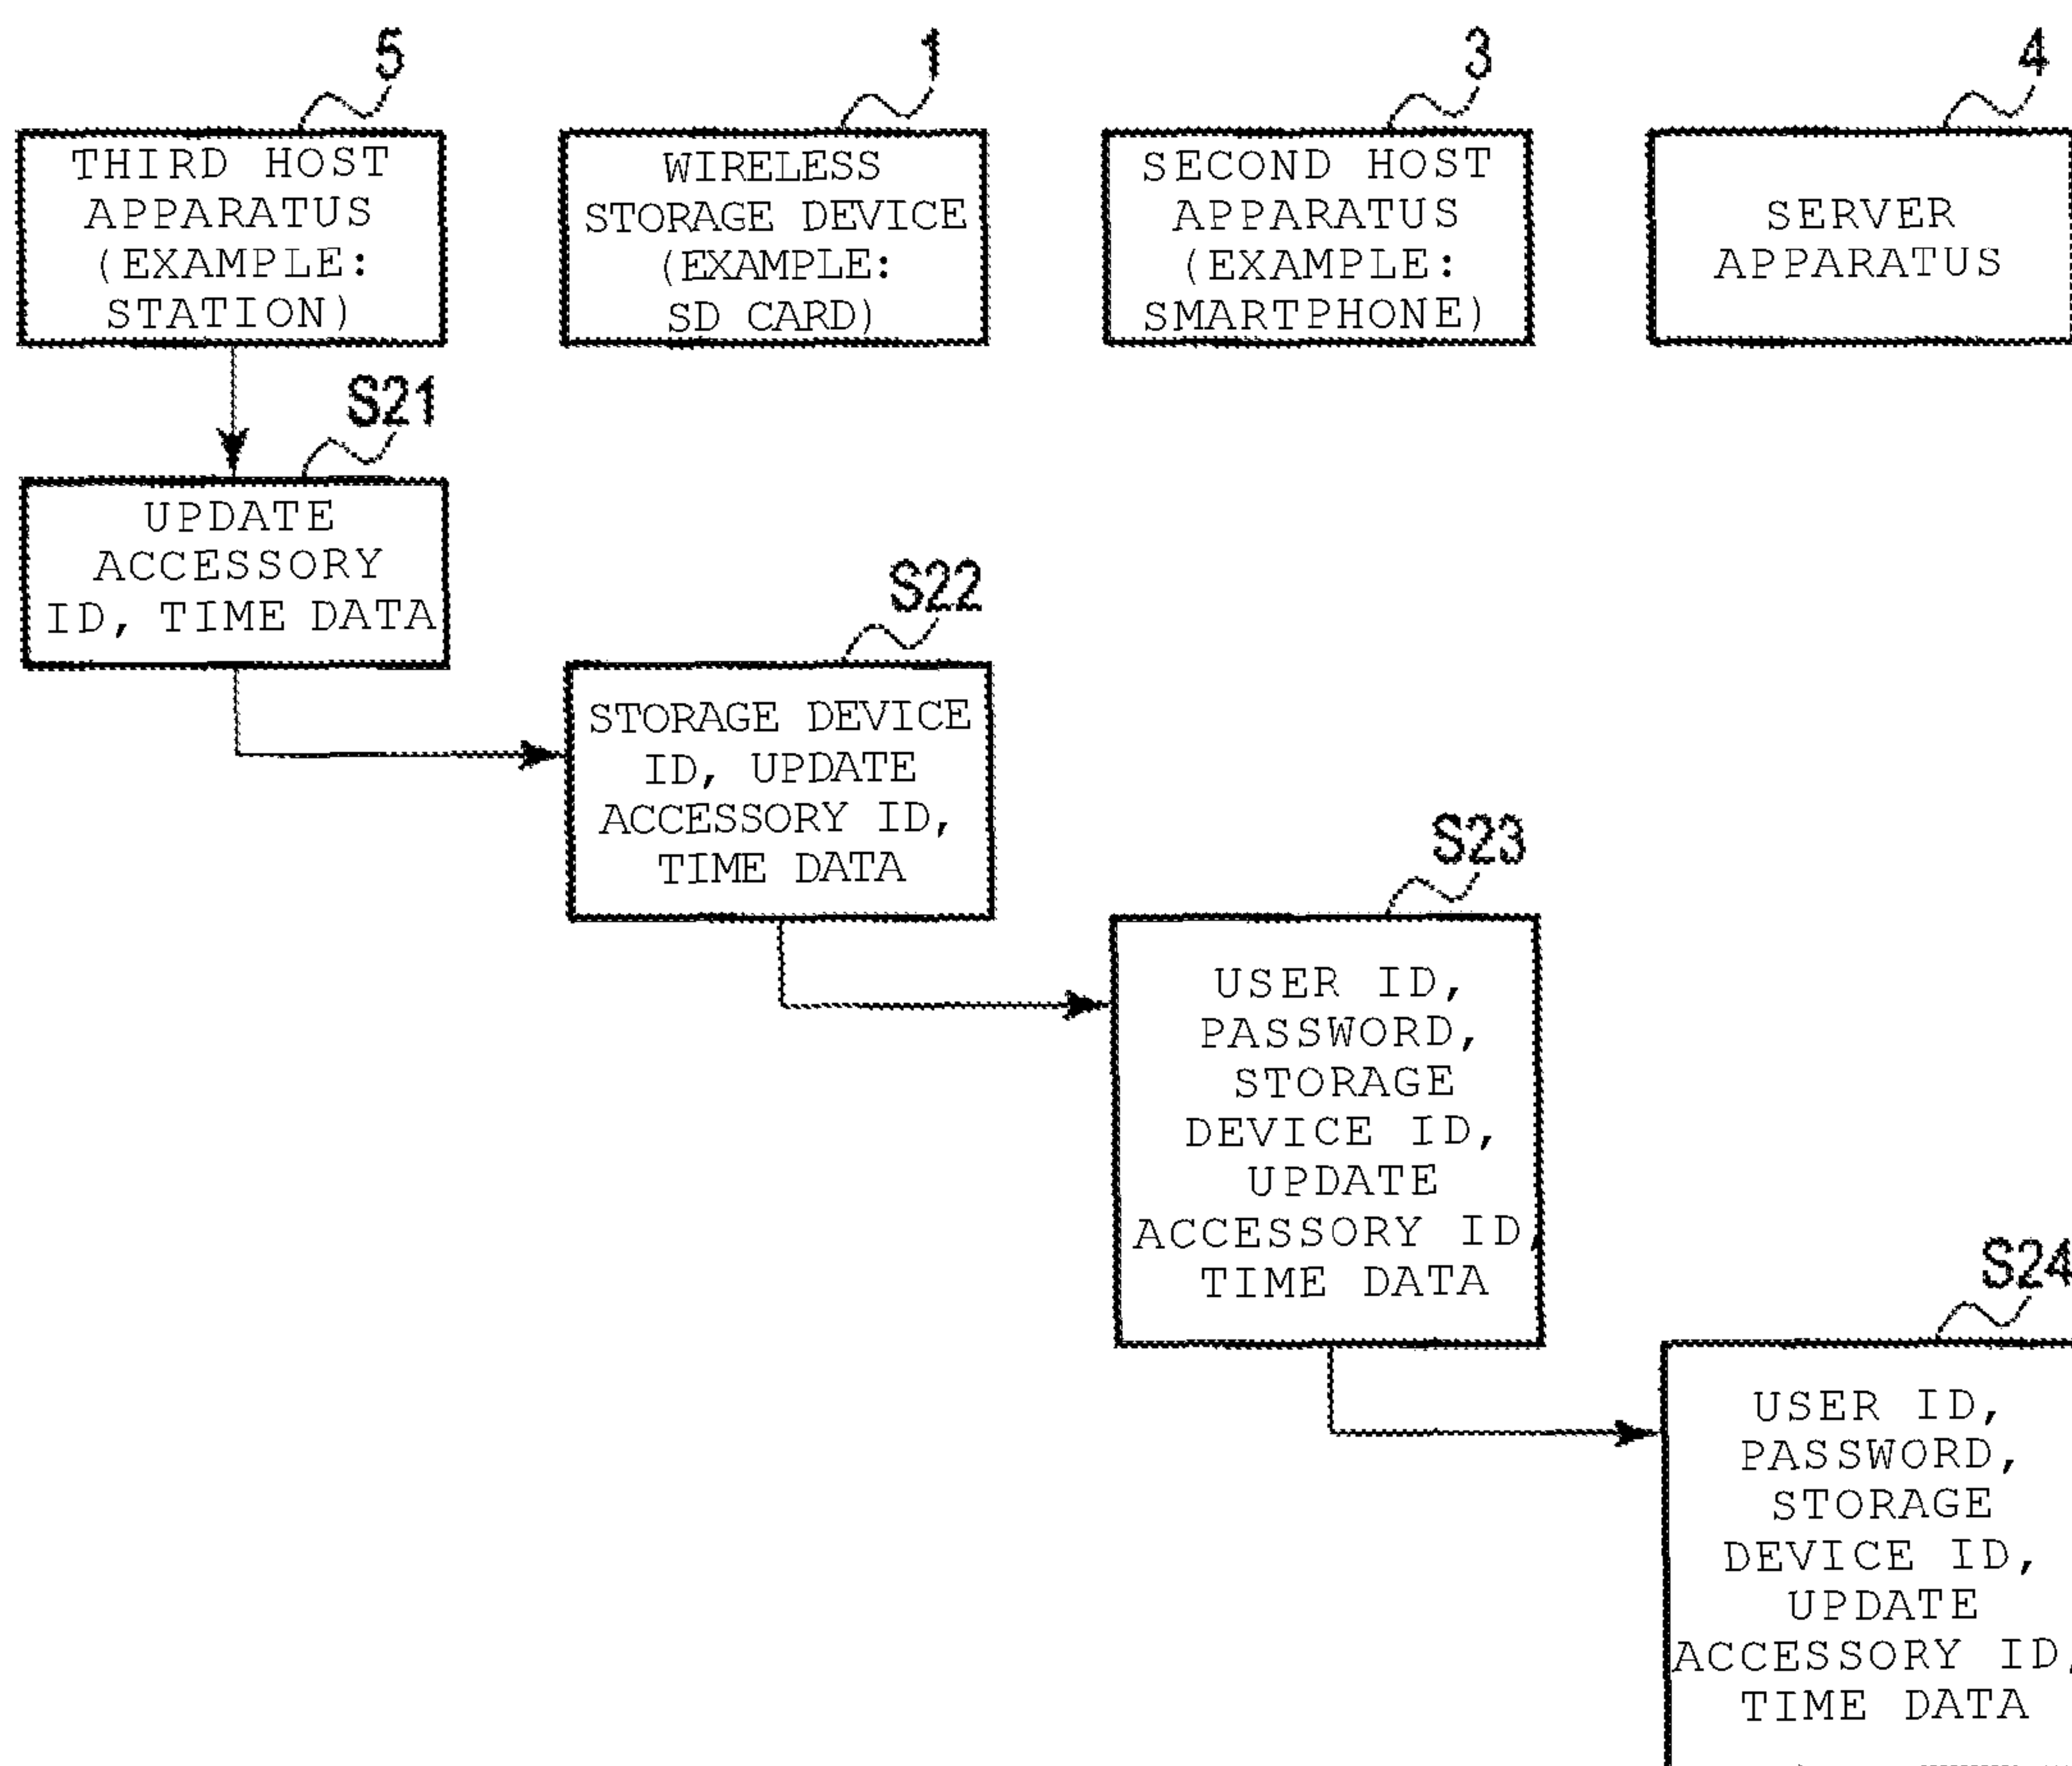 5
1
3
4
THIRD HOST
APPARATUS
(EXAMPLE:
STATION)
WIRELESS
STORAGE DEVICE
(EXAMPLE:
SD CARD)
SECOND HOST
APPARATUS
(EXAMPLE:
SMARTPHONE)
SERVER
APPARATUS
S21
UPDATE
ACCESSORY
ID, TIME DATA
S22
STORAGE DEVICE
ID, UPDATE
ACCESSORY ID,
TIME DATA
S23
USER ID,
PASSWORD,
STORAGE
DEVICE ID,
UPDATE
ACCESSORY ID,
TIME DATA
S24
USER ID,
PASSWORD,
STORAGE
DEVICE ID,
UPDATE
ACCESSORY ID,
TIME DATA